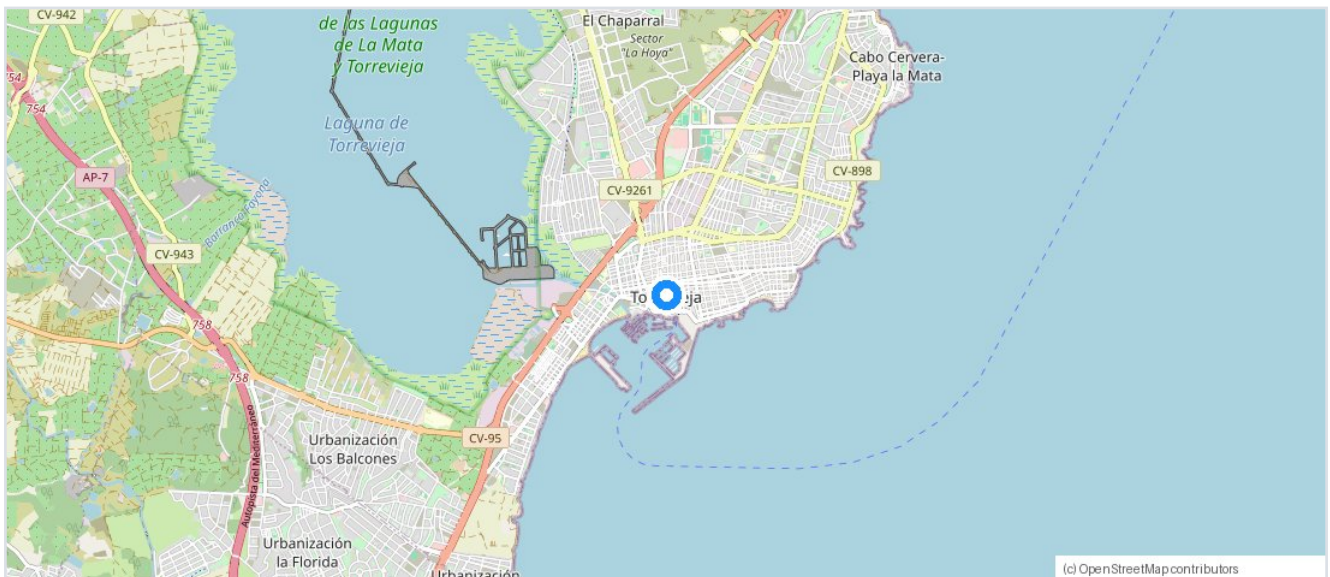 CV-942
de las Lagunas
de La Mata
y Torrevieja
El Chaparral
Sector
"La Hoya"
Cabo Cervera-
Playa la Mata
754
754
Laguna de
Torrevieja
AP-7
CV-9261
CV-898
Barranco Fayona
CV-943
758
758
CV-95
Urbanización
Los Balcones
Autopista del Mediterráneo
Urbanización
la Florida
Urbanización
(c) OpenStreetMap contributors